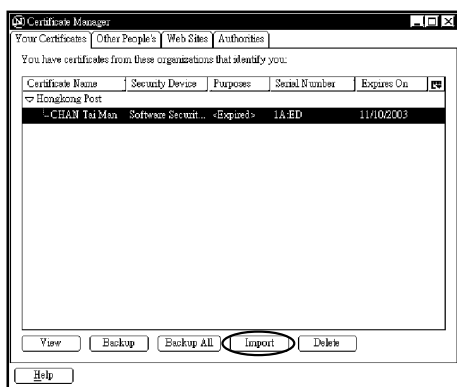 Certificate Manager
Your Certificates Other People's Web Sites Authorities
You have certificates from these organizations that identify you:
Certificate Name Security Device Purposes Serial Number Expires On
Hongkong Post
CHAN Tai Man Software Securit... <Expired> 1A:ED 11/10/2003
View Backup Backup All Import Delete
Help